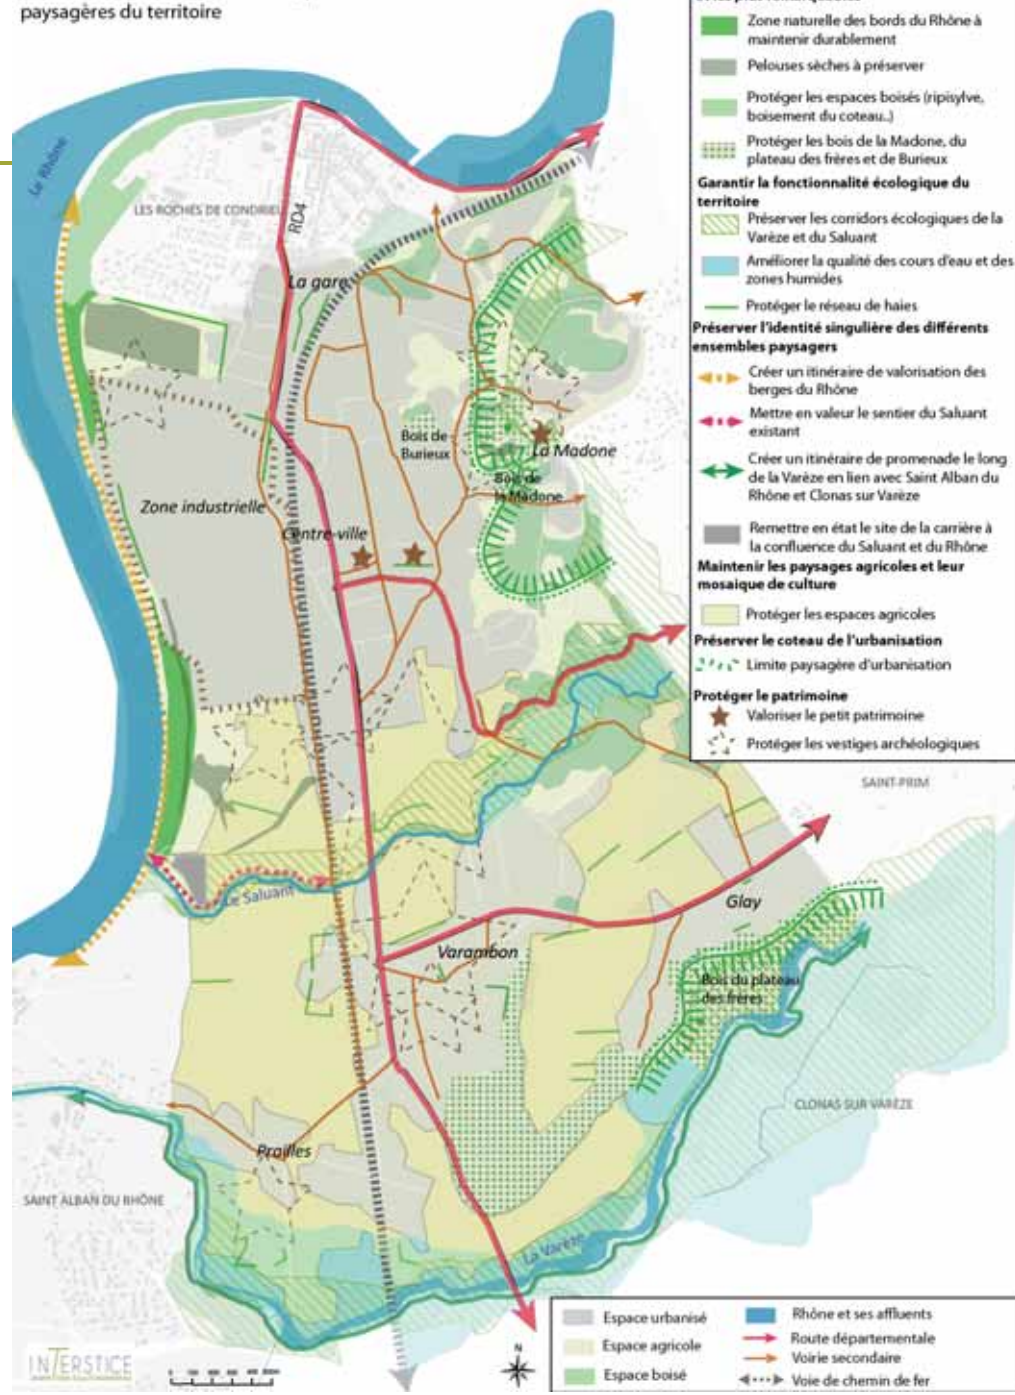 paysagères du territoire
Zone naturelle des bords du Rhône à
maintenir durablement
Pelouses sèches à préserver
Protéger les espaces boisés (ripisylve,
boisement du coteau..)
Protéger les bois de la Madone, du
plateau des frères et de Burieux
Garantir la fonctionnalité écologique du
territoire
Préserver les corridors écologiques de la
Varèze et du Saluant
Améliorer la qualité des cours d'eau et des
zones humides
Protéger le réseau de haies
Préserver l'identité singulière des différents
ensembles paysagers
Créer un itinéraire de valorisation des
berges du Rhône
Mettre en valeur le sentier du Saluant
existant
Créer un itinéraire de promenade le long
de la Varèze en lien avec Saint Alban du
Rhône et Clonas sur Varèze
Remettre en état le site de la carrière à
la confluence du Saluant et du Rhône
Maintenir les paysages agricoles et leur
mosaique de culture
Protéger les espaces agricoles
Préserver le coteau de l'urbanisation
Limite paysagère d'urbanisation
Protéger le patrimoine
Valoriser le petit patrimoine
Protéger les vestiges archéologiques
Le Rhône
LES ROCHES DE CONDRIEU
RD4
La gare
Bois de
Burieux
La Madone
Bois de
la Madone
Zone industrielle
Centre-ville
SAINT-PRIM
Le Saluant
Glay
Varambon
Bois du plateau
des frères
CLONAS SUR VARÈZE
Prailles
SAINT ALBAN DU RHÔNE
La Varèze
INTERSTICE
N
Espace urbanisé
Espace agricole
Espace boisé
Rhône et ses affluents
Route départementale
Voirie secondaire
Voie de chemin de fer